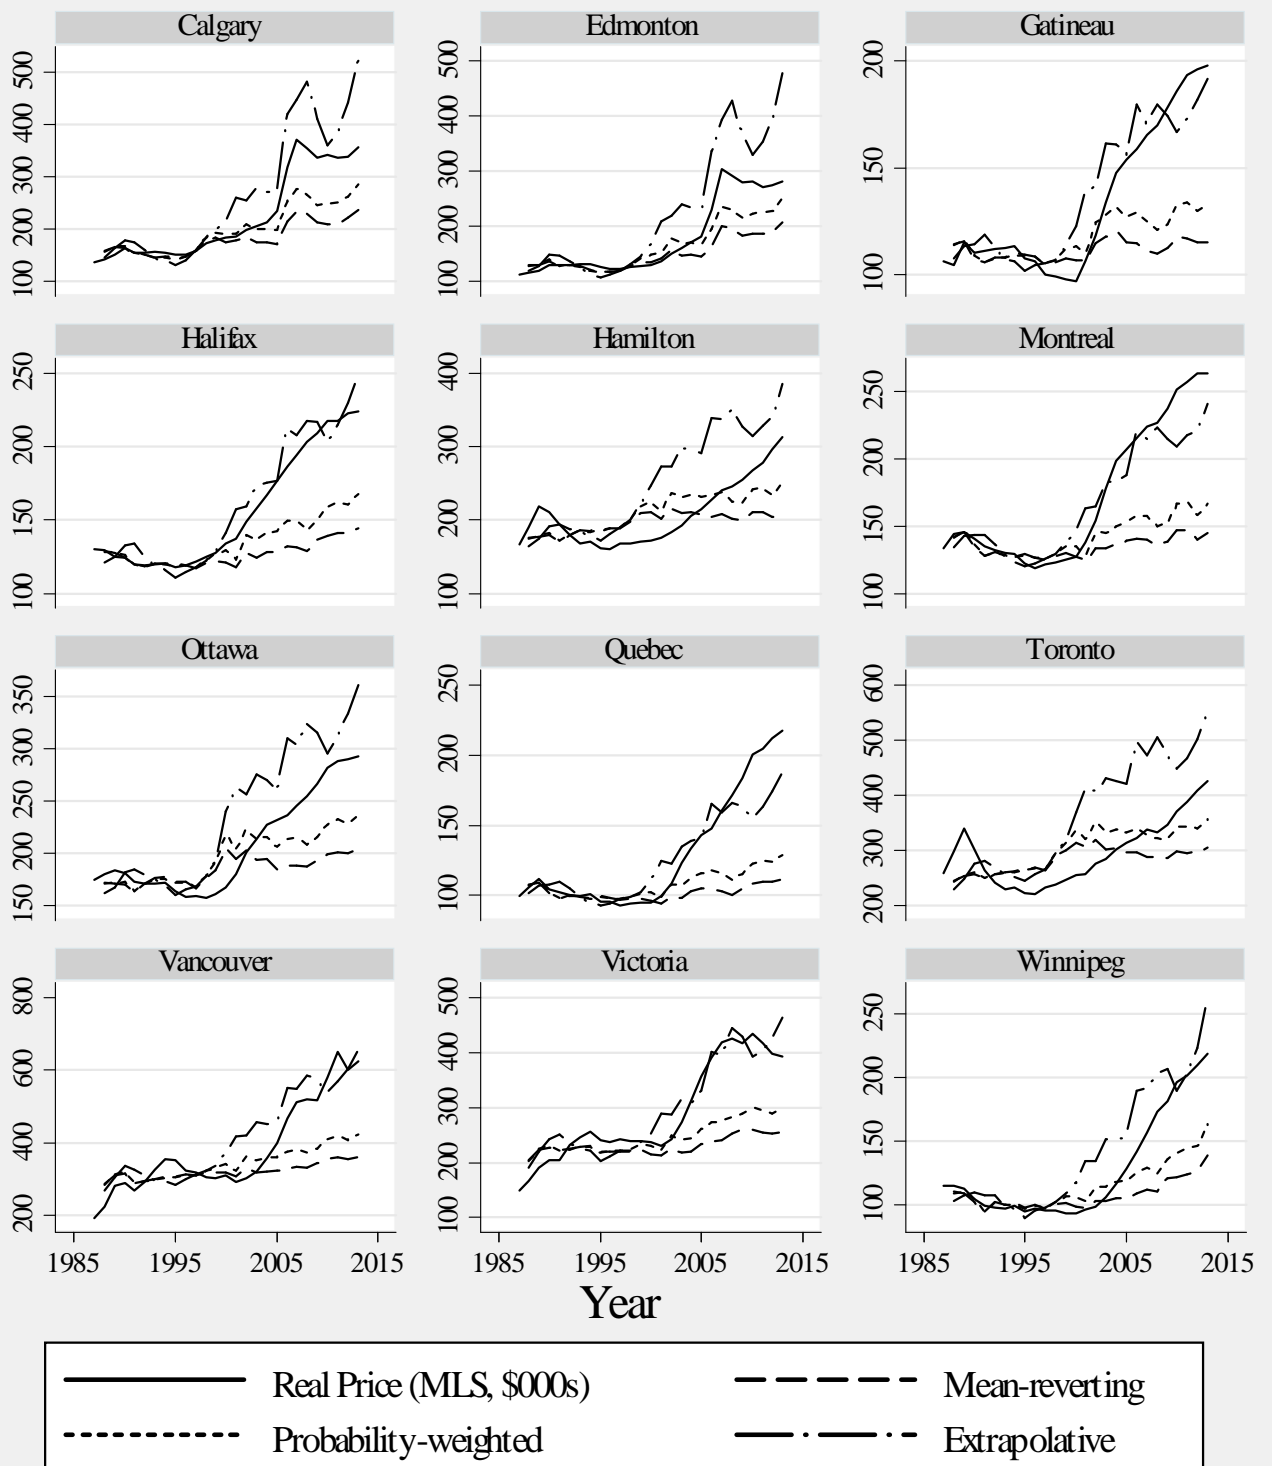 Calgary Edmonton Gatineau
500 400 300 200 100
500 400 300 200 100
200 150 100
Halifax Hamilton Montreal
250 200 150 100
400 300 200 100
250 200 150 100
Ottawa Quebec Toronto
350 300 250 200 150
250 200 150 100
600 500 400 300 200
Vancouver Victoria Winnipeg
800 600 400 200
500 400 300 200 100
250 200 150 100
1985 1995 2005 2015 1985 1995 2005 2015 1985 1995 2005 2015
Year
Real Price (MLS, $000s) Mean-reverting
Probability-weighted Extrapolative